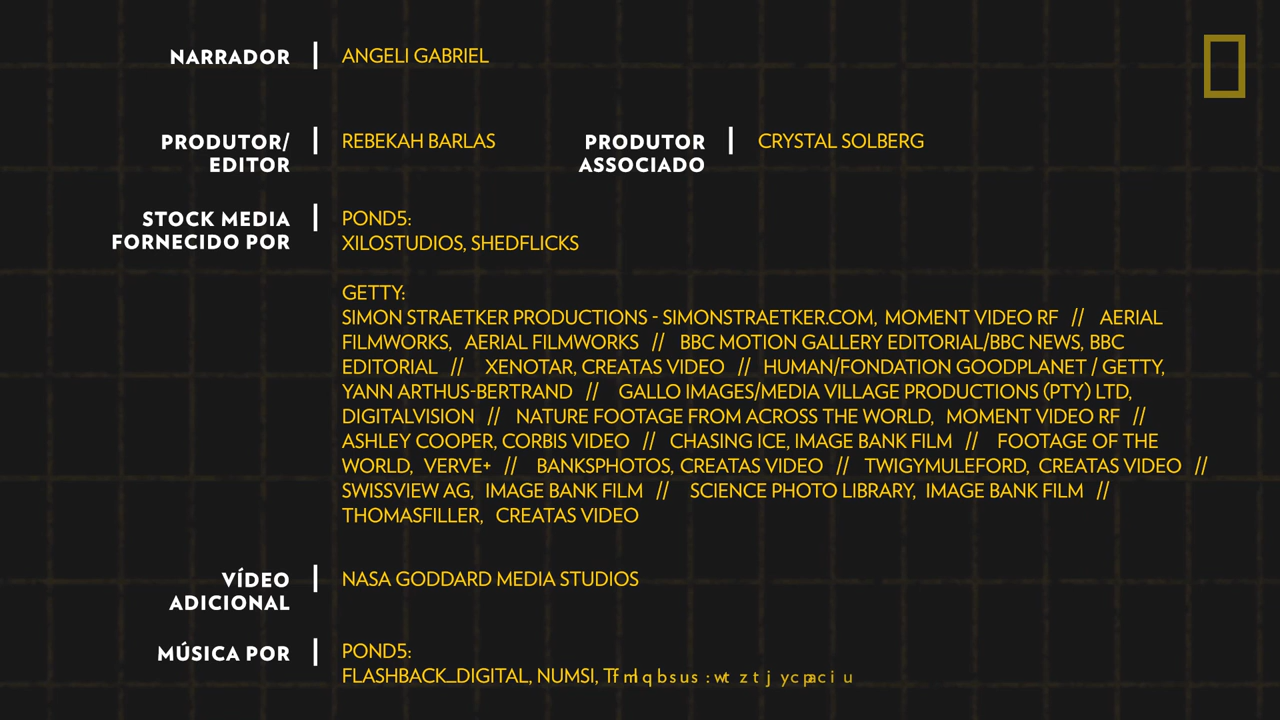 NARRADOR | ANGELI GABRIEL
PRODUTOR/ | REBEKAH BARLAS PRODUTOR | CRYSTAL SOLBERG
EDITOR ASSOCIADO
STOCK MEDIA | POND5:
FORNECIDO POR XILOSTUDIOS, SHEDFLICKS
GETTY:
SIMON STRAETKER PRODUCTIONS - SIMONSTRAETKER.COM, MOMENT VIDEO RF // AERIAL
FILMWORKS, AERIAL FILMWORKS // BBC MOTION GALLERY EDITORIAL/BBC NEWS, BBC
EDITORIAL // XENOTAR, CREATAS VIDEO // HUMAN/FONDATION GOODPLANET / GETTY,
YANN ARTHUS-BERTRAND // GALLO IMAGES/MEDIA VILLAGE PRODUCTIONS (PTY) LTD,
DIGITALVISION // NATURE FOOTAGE FROM ACROSS THE WORLD, MOMENT VIDEO RF //
ASHLEY COOPER, CORBIS VIDEO // CHASING ICE, IMAGE BANK FILM // FOOTAGE OF THE
WORLD, VERVE+ // BANKSPHOTOS, CREATAS VIDEO // TWIGYMULEFORD, CREATAS VIDEO //
SWISSVIEW AG, IMAGE BANK FILM // SCIENCE PHOTO LIBRARY, IMAGE BANK FILM //
THOMASFILLER, CREATAS VIDEO
VÍDEO | NASA GODDARD MEDIA STUDIOS
ADICIONAL
MÚSICA POR | POND5:
FLASHBACK_DIGITAL, NUMSI,